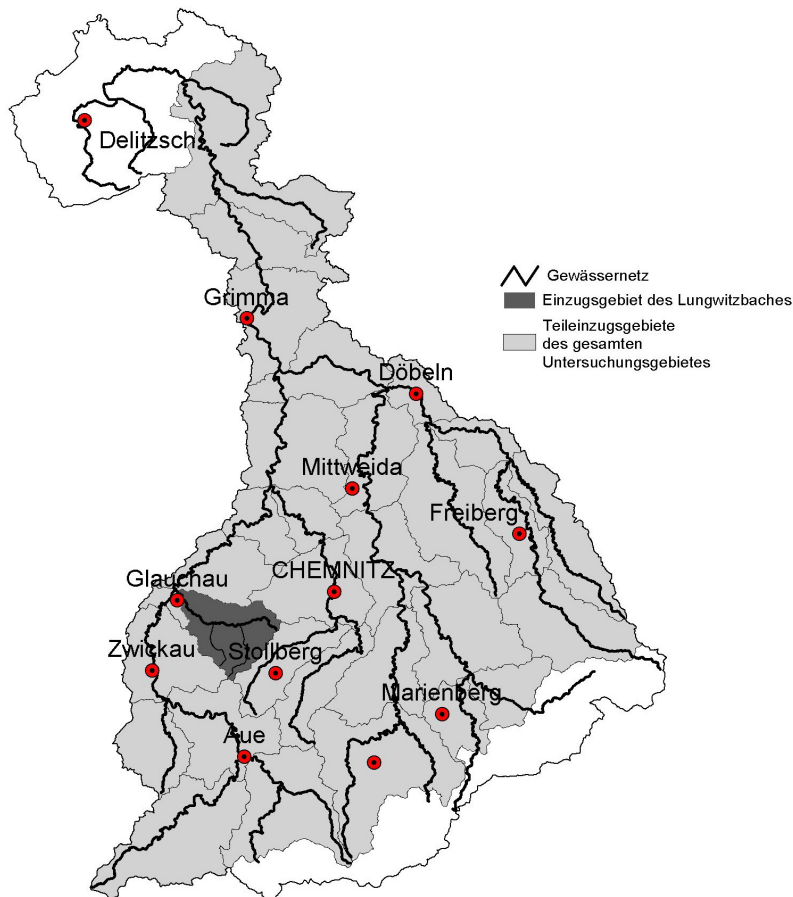 Delitzsch
Grimma
Gewässernetz
Einzugsgebiet des Lungwitzbaches
Teileinzugsgebiete
des gesamten
Untersuchungsgebietes
Döbeln
Mittweida
Freiberg
CHEMNITZ
Glauchau
Zwickau
Stollberg
Marienberg
Aue